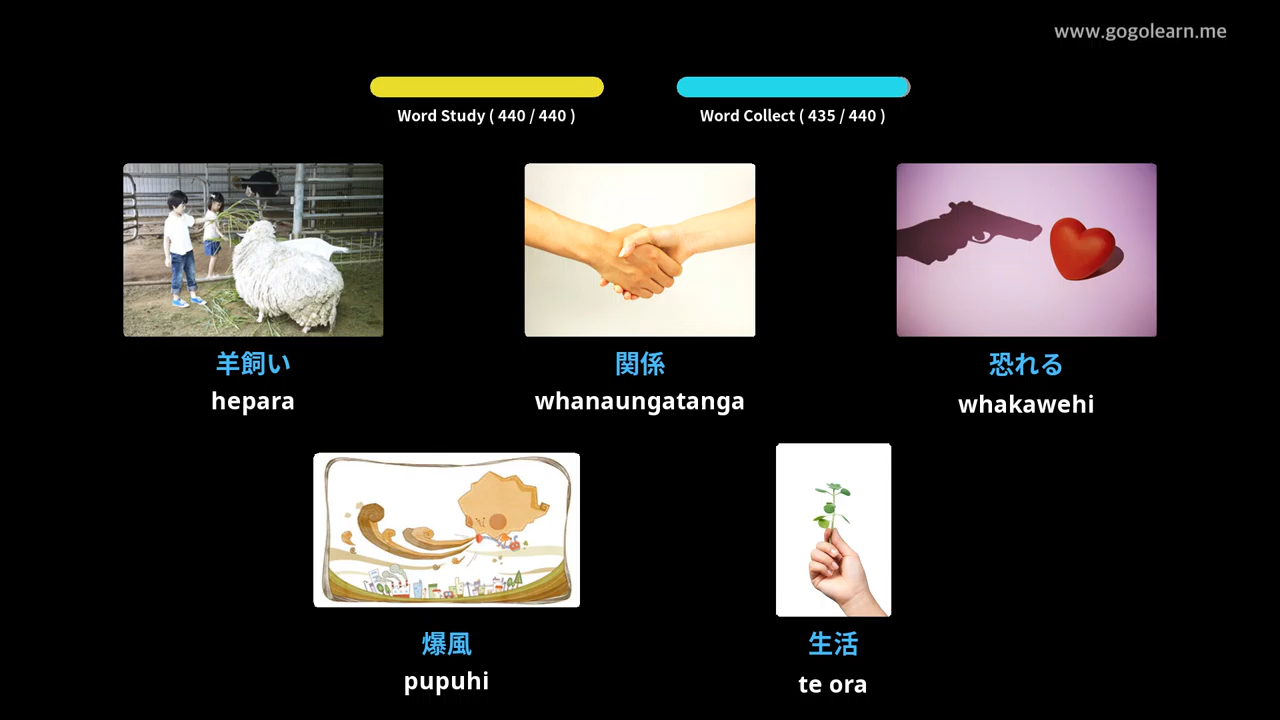 www.gogolearn.me
Word Study ( 440 / 440 )
Word Collect ( 435 / 440 )
羊飼い
hepara
関係
whanaungatanga
恐れる
whakawehi
爆風
pupuhi
生活
te ora